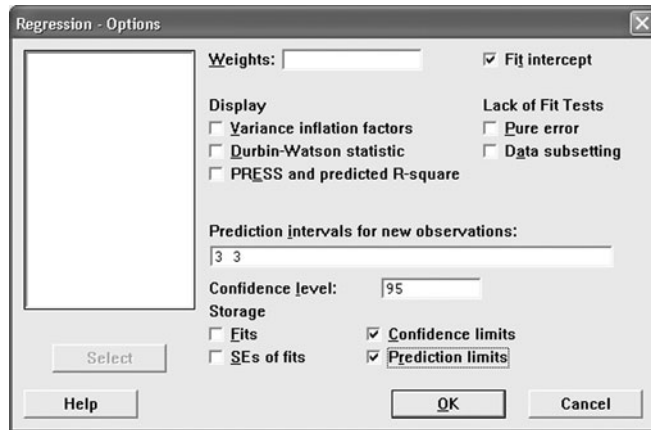 Regression - Options
Weights:
Fit intercept
Display
Lack of Fit Tests
Variance inflation factors
Pure error
Durbin-Watson statistic
Data subsetting
PRESS and predicted R-square
Prediction intervals for new observations:
3 3
Confidence level: 95
Storage
Fits
Confidence limits
Select
SEs of fits
Prediction limits
Help
OK
Cancel